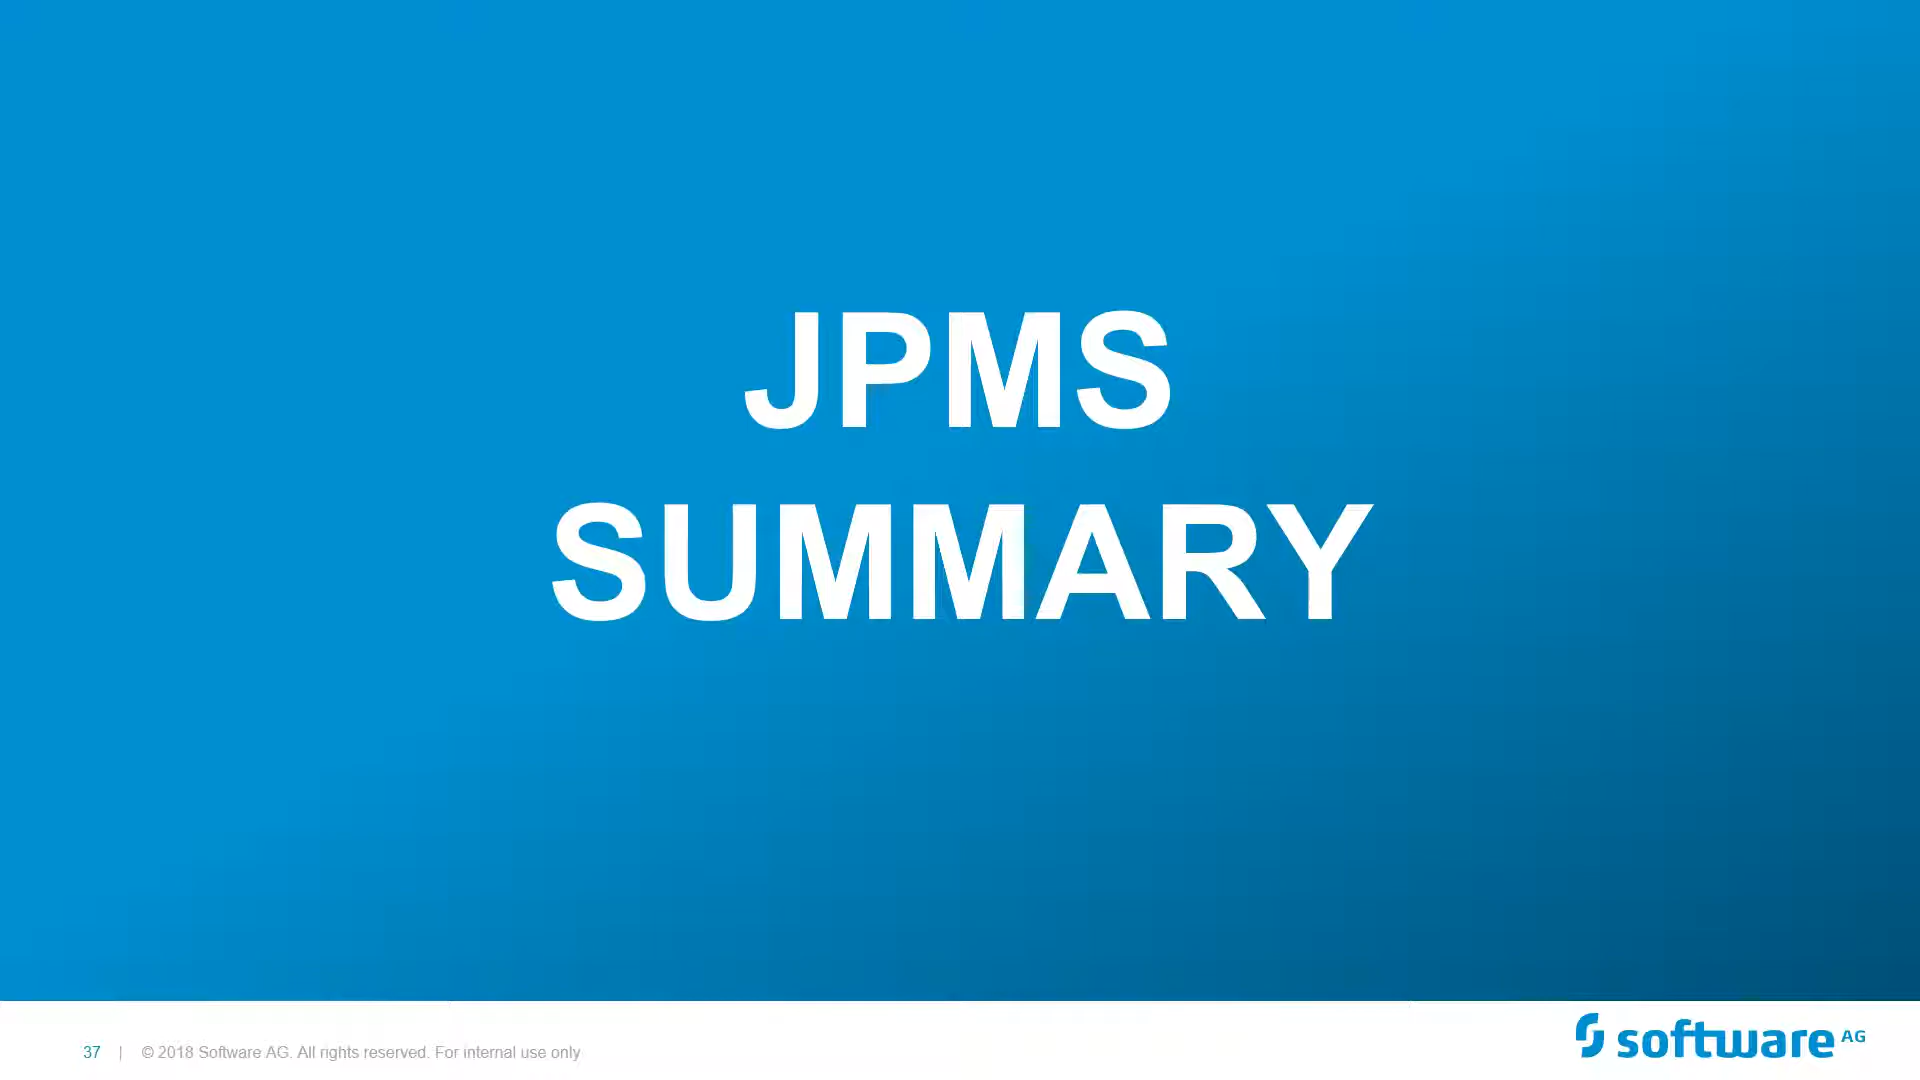 JPMS
SUMMARY
37 | © 2018 Software AG. All rights reserved. For internal use only
software AG